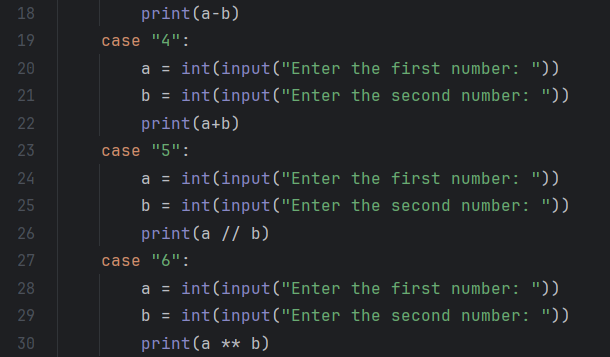 18 print(a-b)
19 case "4":
20 a = int(input("Enter the first number: "))
21 b = int(input("Enter the second number: "))
22 print(a+b)
23 case "5":
24 a = int(input("Enter the first number: "))
25 b = int(input("Enter the second number: "))
26 print(a // b)
27 case "6":
28 a = int(input("Enter the first number: "))
29 b = int(input("Enter the second number: "))
30 print(a ** b)